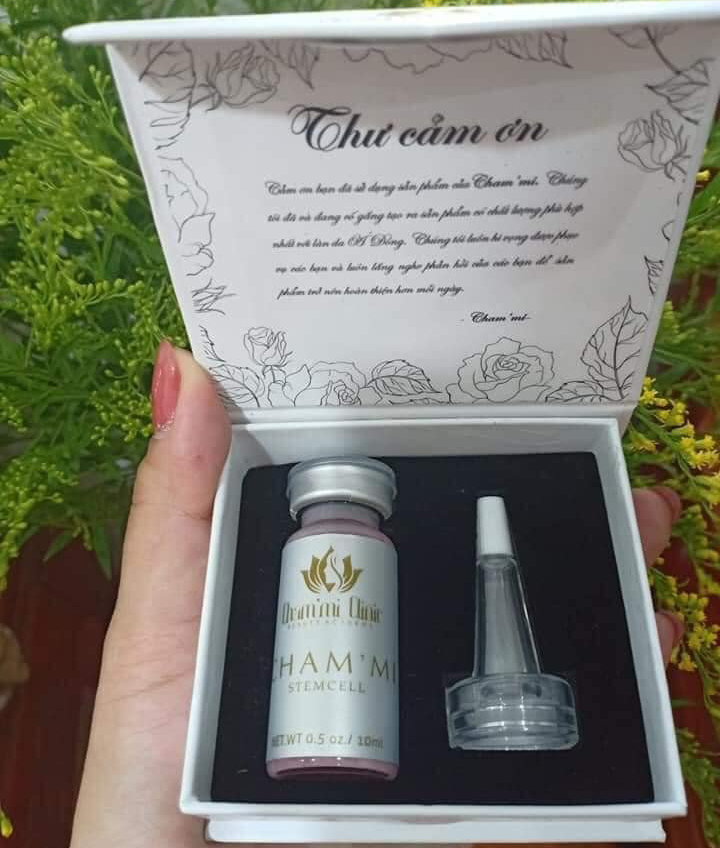 Thư cảm ơn
Cảm ơn bạn đã sử dụng sản phẩm của Cham'mi. Chúng
tôi đã và đang cố gắng tạo ra sản phẩm có chất lượng phù hợp
nhất với làn da Á Đông. Chúng tôi luôn hi vọng được phục
vụ các bạn và luôn lắng nghe phản hồi của các bạn để sản
phẩm trở nên hoàn thiện hơn mỗi ngày.
- Cham'mi-
Cham'mi Clinic
BEAUTY ACADEMY
CHAM'MI
STEMCELL
NET.WT 0.5 oz./ 10ml